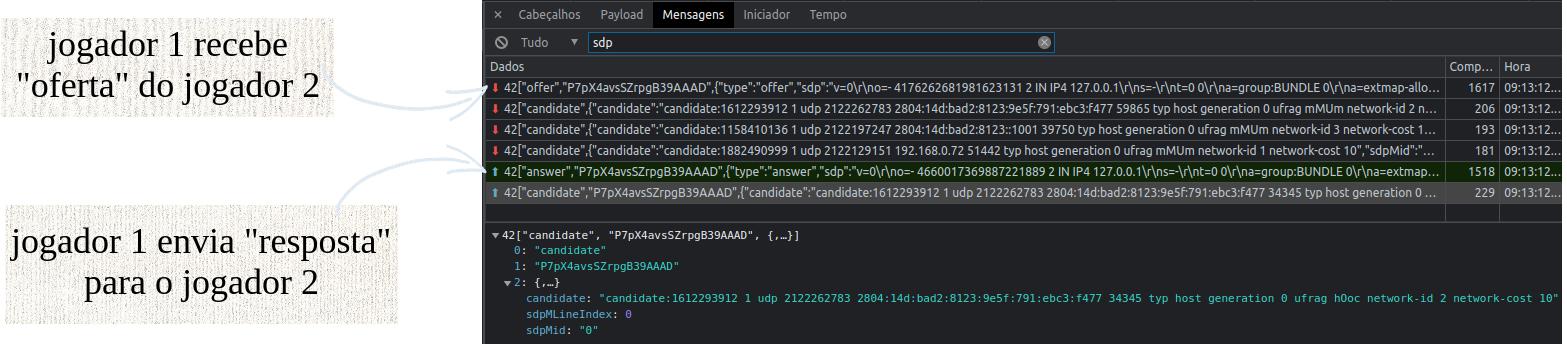 jogador 1 recebe
"oferta" do jogador 2
jogador 1 envia "resposta"
para o jogador 2
× Cabeçalhos Payload Mensagens Iniciador Tempo
Tudo ▼ sdp
Dados Comp… Hora
42["offer","P7pX4avsSZrpgB39AAAD",{"type":"offer","sdp":"v=0\r\no=- 4176262681981623131 2 IN IP4 127.0.0.1\r\ns=-\r\nt=0 0\r\na=group:BUNDLE 0\r\na=extmap-allo… 1617 09:13:12…
42["candidate",{"candidate":"candidate:1612293912 1 udp 2122262783 2804:14d:bad2:8123:9e5f:791:ebc3:f477 59865 typ host generation 0 ufrag mMUm network-id 2 n… 206 09:13:12…
42["candidate",{"candidate":"candidate:1158410136 1 udp 2122197247 2804:14d:bad2:8123::1001 39750 typ host generation 0 ufrag mMUm network-id 3 network-cost 1… 193 09:13:12…
42["candidate",{"candidate":"candidate:1882490999 1 udp 2122129151 192.168.0.72 51442 typ host generation 0 ufrag mMUm network-id 1 network-cost 10","sdpMid":"… 181 09:13:12…
42["answer","P7pX4avsSZrpgB39AAAD",{"type":"answer","sdp":"v=0\r\no=- 4660017369887221889 2 IN IP4 127.0.0.1\r\ns=-\r\nt=0 0\r\na=group:BUNDLE 0\r\na=extmap… 1518 09:13:12…
42["candidate","P7pX4avsSZrpgB39AAAD",{"candidate":"candidate:1612293912 1 udp 2122262783 2804:14d:bad2:8123:9e5f:791:ebc3:f477 34345 typ host generation 0 … 229 09:13:12…
▼42["candidate", "P7pX4avsSZrpgB39AAAD", {,…}]
0: "candidate"
1: "P7pX4avsSZrpgB39AAAD"
▼2: {,…}
candidate: "candidate:1612293912 1 udp 2122262783 2804:14d:bad2:8123:9e5f:791:ebc3:f477 34345 typ host generation 0 ufrag hOoc network-id 2 network-cost 10"
sdpMLineIndex: 0
sdpMid: "0"